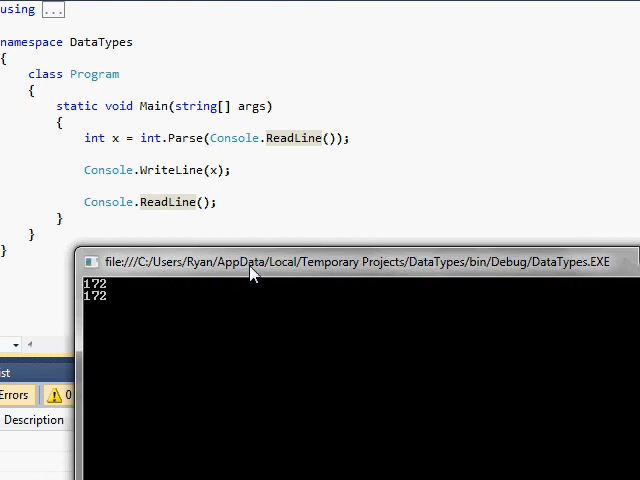 using ...
namespace DataTypes
{
class Program
{
static void Main(string[] args)
{
int x = int.Parse(Console.ReadLine());
Console.WriteLine(x);
Console.ReadLine();
}
}
}
file:///C:/Users/Ryan/AppData/Local/Temporary Projects/DataTypes/bin/Debug/DataTypes.EXE
172
172
ist
Errors 0
Description